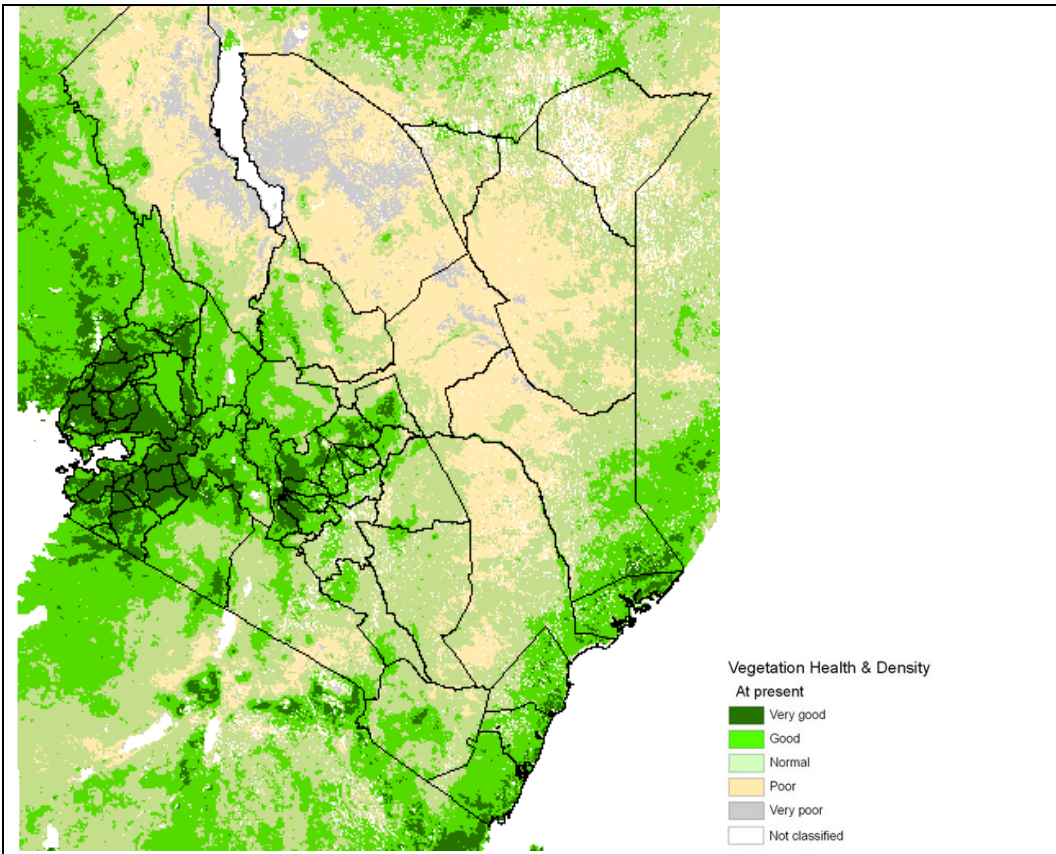 Vegetation Health & Density
At present
Very good
Good
Normal
Poor
Very poor
Not classified